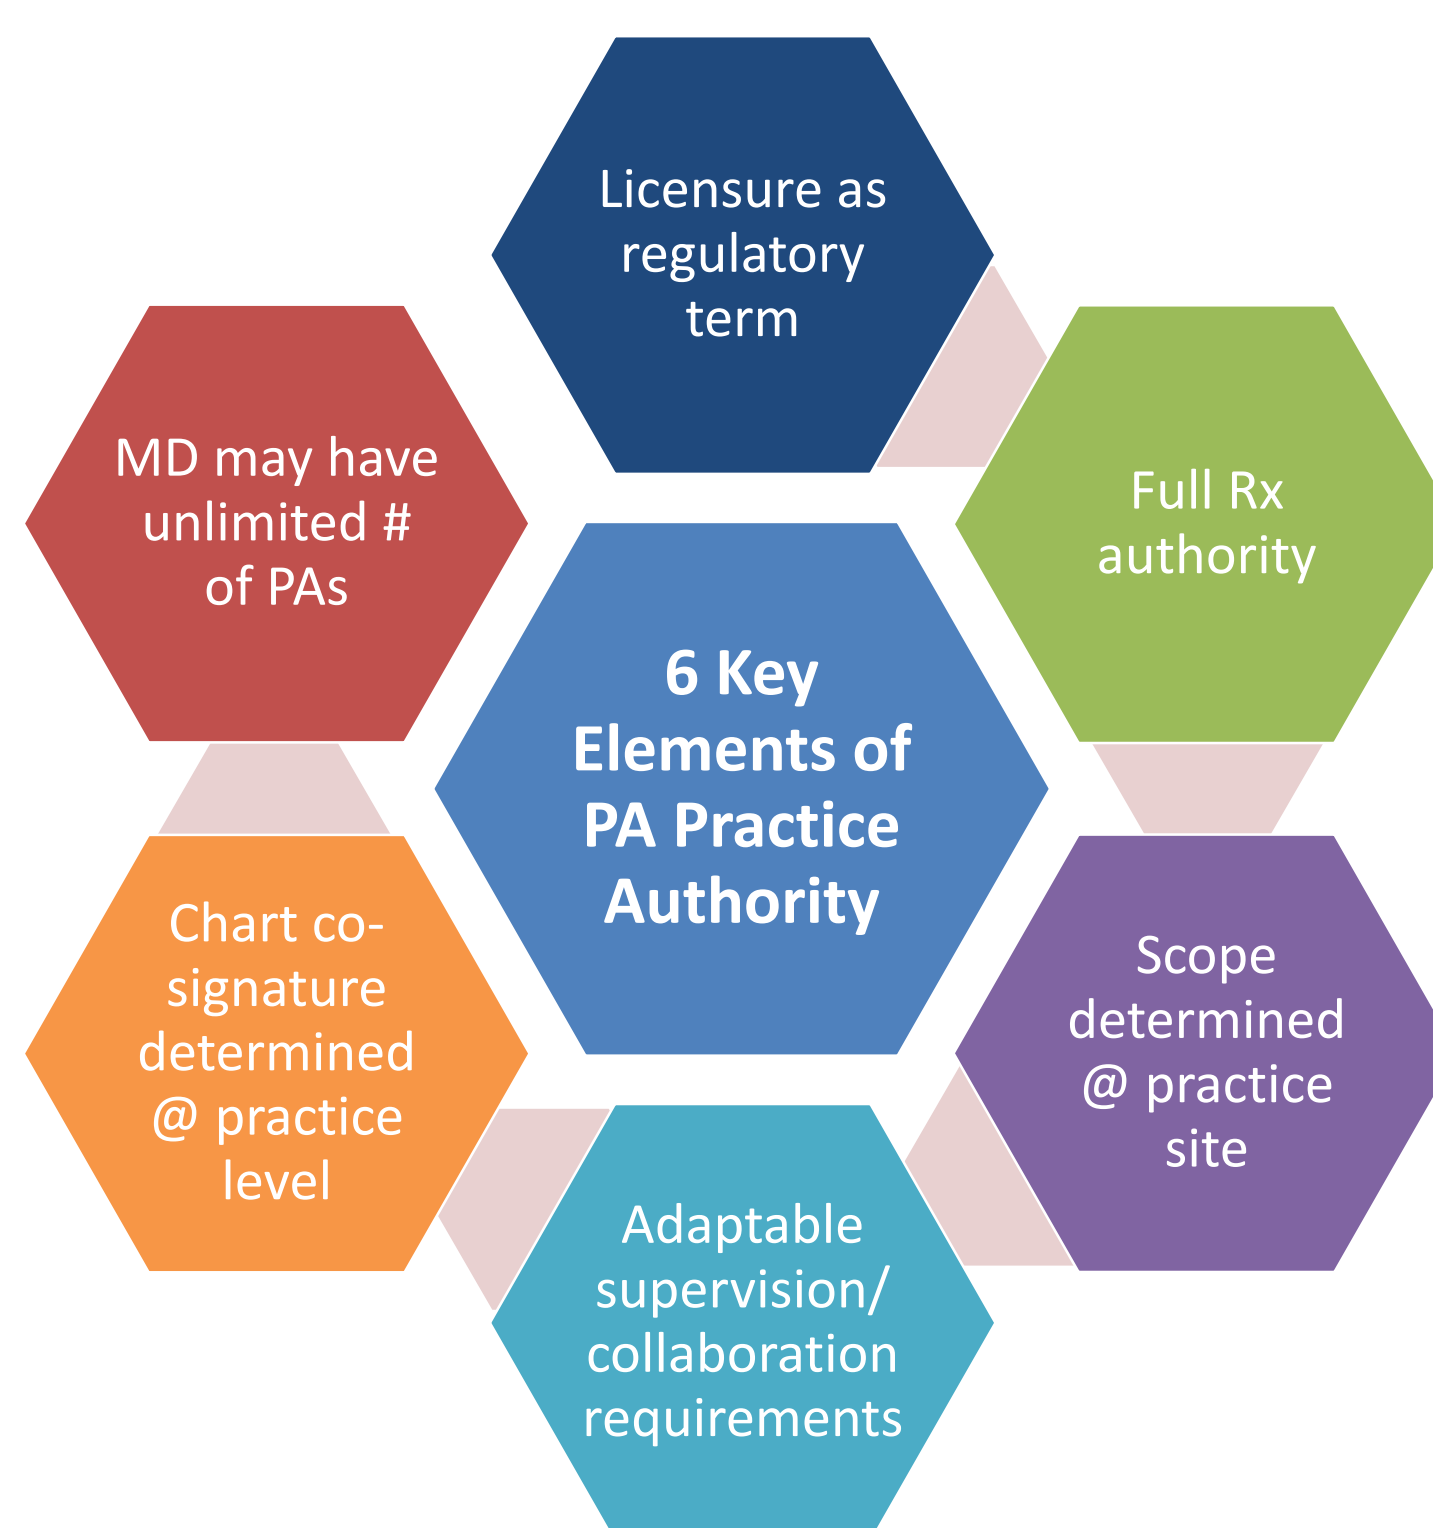 Licensure as
regulatory
term
Full Rx
authority
Scope
determined
@ practice
site
Adaptable
supervision/
collaboration
requirements
Chart co-
signature
determined
@ practice
level
MD may have
unlimited #
of PAs
6 Key
Elements of
PA Practice
Authority